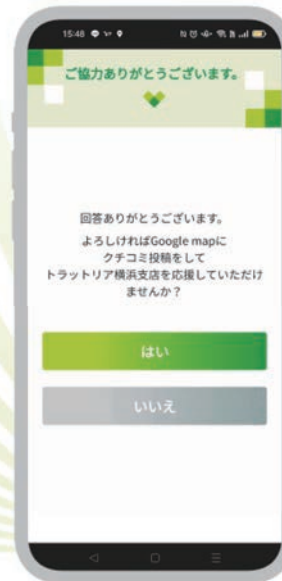 15:48
ご協力ありがとうございます。
回答ありがとうございます。
よろしければGoogle mapに
クチコミ投稿をして
トラットリア横浜支店を応援していただけ
ませんか？
はい
いいえ